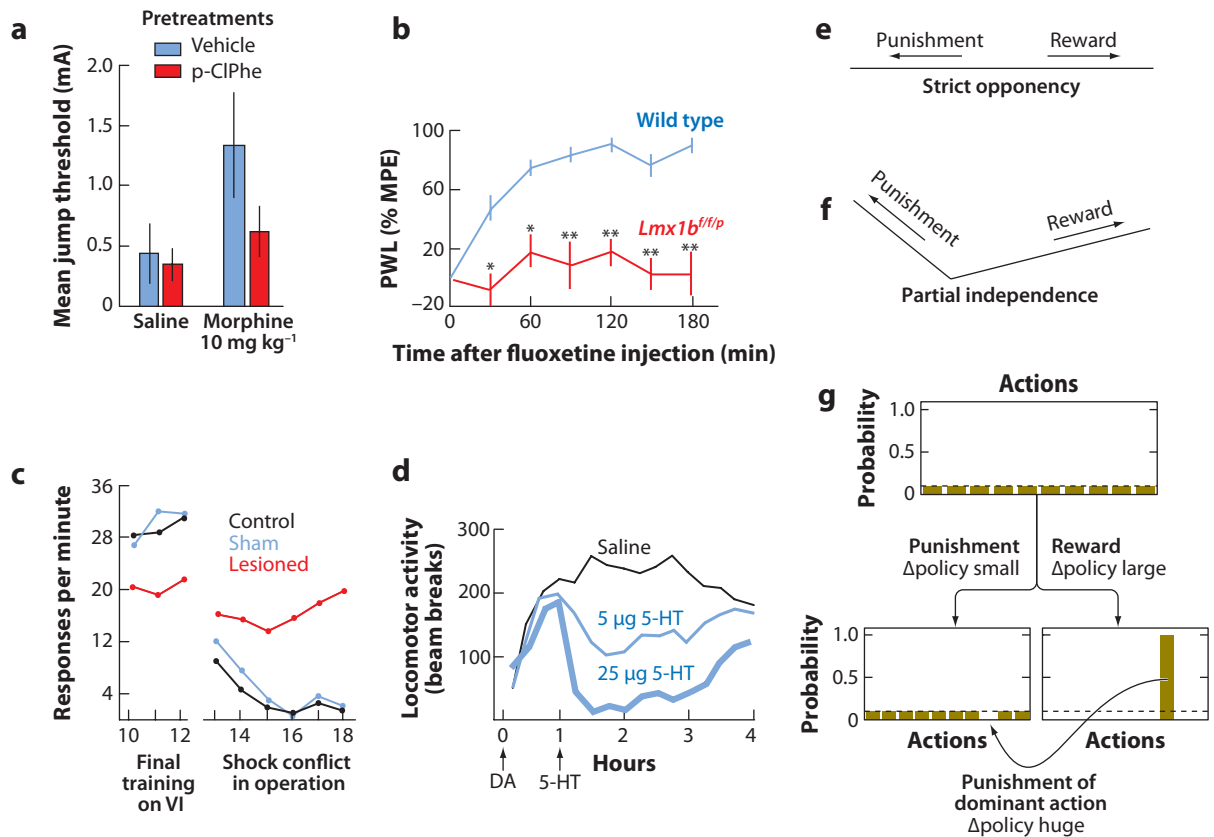 a
Pretreatments
Vehicle
p-ClPhe
Mean jump threshold (mA)
2.0
1.5
1.0
0.5
0
Saline
Morphine
10 mg kg⁻¹
b
Wild type
Lmx1b^f/f/p
PWL (% MPE)
100
60
20
–20
* * ** ** ** **
0 60 120 180
Time after fluoxetine injection (min)
c
Responses per minute
36
28
20
12
4
Control
Sham
Lesioned
10 12 14 16 18
Final
training
on VI
Shock conflict
in operation
d
Locomotor activity
(beam breaks)
300
200
100
Saline
5 µg 5-HT
25 µg 5-HT
0 1 2 3 4
DA
5-HT
Hours
e
Punishment
Reward
Strict opponency
f
Punishment
Reward
Partial independence
g
Actions
Probability
1.0
0.5
0
Punishment
Δpolicy small
Reward
Δpolicy large
Probability
1.0
0.5
0
Actions
Actions
Punishment of
dominant action
Δpolicy huge